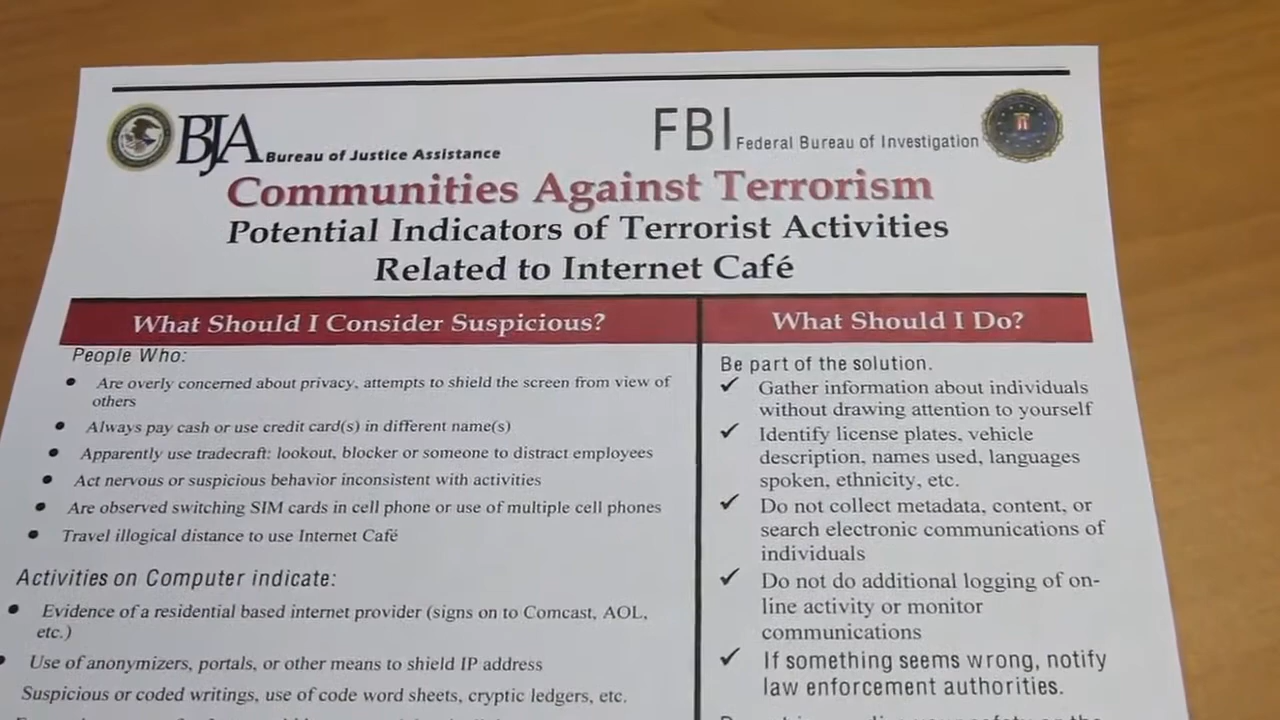 BJA Bureau of Justice Assistance
FBI Federal Bureau of Investigation
Communities Against Terrorism
Potential Indicators of Terrorist Activities
Related to Internet Café
What Should I Consider Suspicious?
People Who:
• Are overly concerned about privacy, attempts to shield the screen from view of
others
• Always pay cash or use credit card(s) in different name(s)
• Apparently use tradecraft: lookout, blocker or someone to distract employees
• Act nervous or suspicious behavior inconsistent with activities
• Are observed switching SIM cards in cell phone or use of multiple cell phones
• Travel illogical distance to use Internet Café
Activities on Computer indicate:
• Evidence of a residential based internet provider (signs on to Comcast, AOL,
etc.)
• Use of anonymizers, portals, or other means to shield IP address
Suspicious or coded writings, use of code word sheets, cryptic ledgers, etc.
What Should I Do?
Be part of the solution.
✓ Gather information about individuals
without drawing attention to yourself
✓ Identify license plates, vehicle
description, names used, languages
spoken, ethnicity, etc.
✓ Do not collect metadata, content, or
search electronic communications of
individuals
✓ Do not do additional logging of on-
line activity or monitor
communications
✓ If something seems wrong, notify
law enforcement authorities.